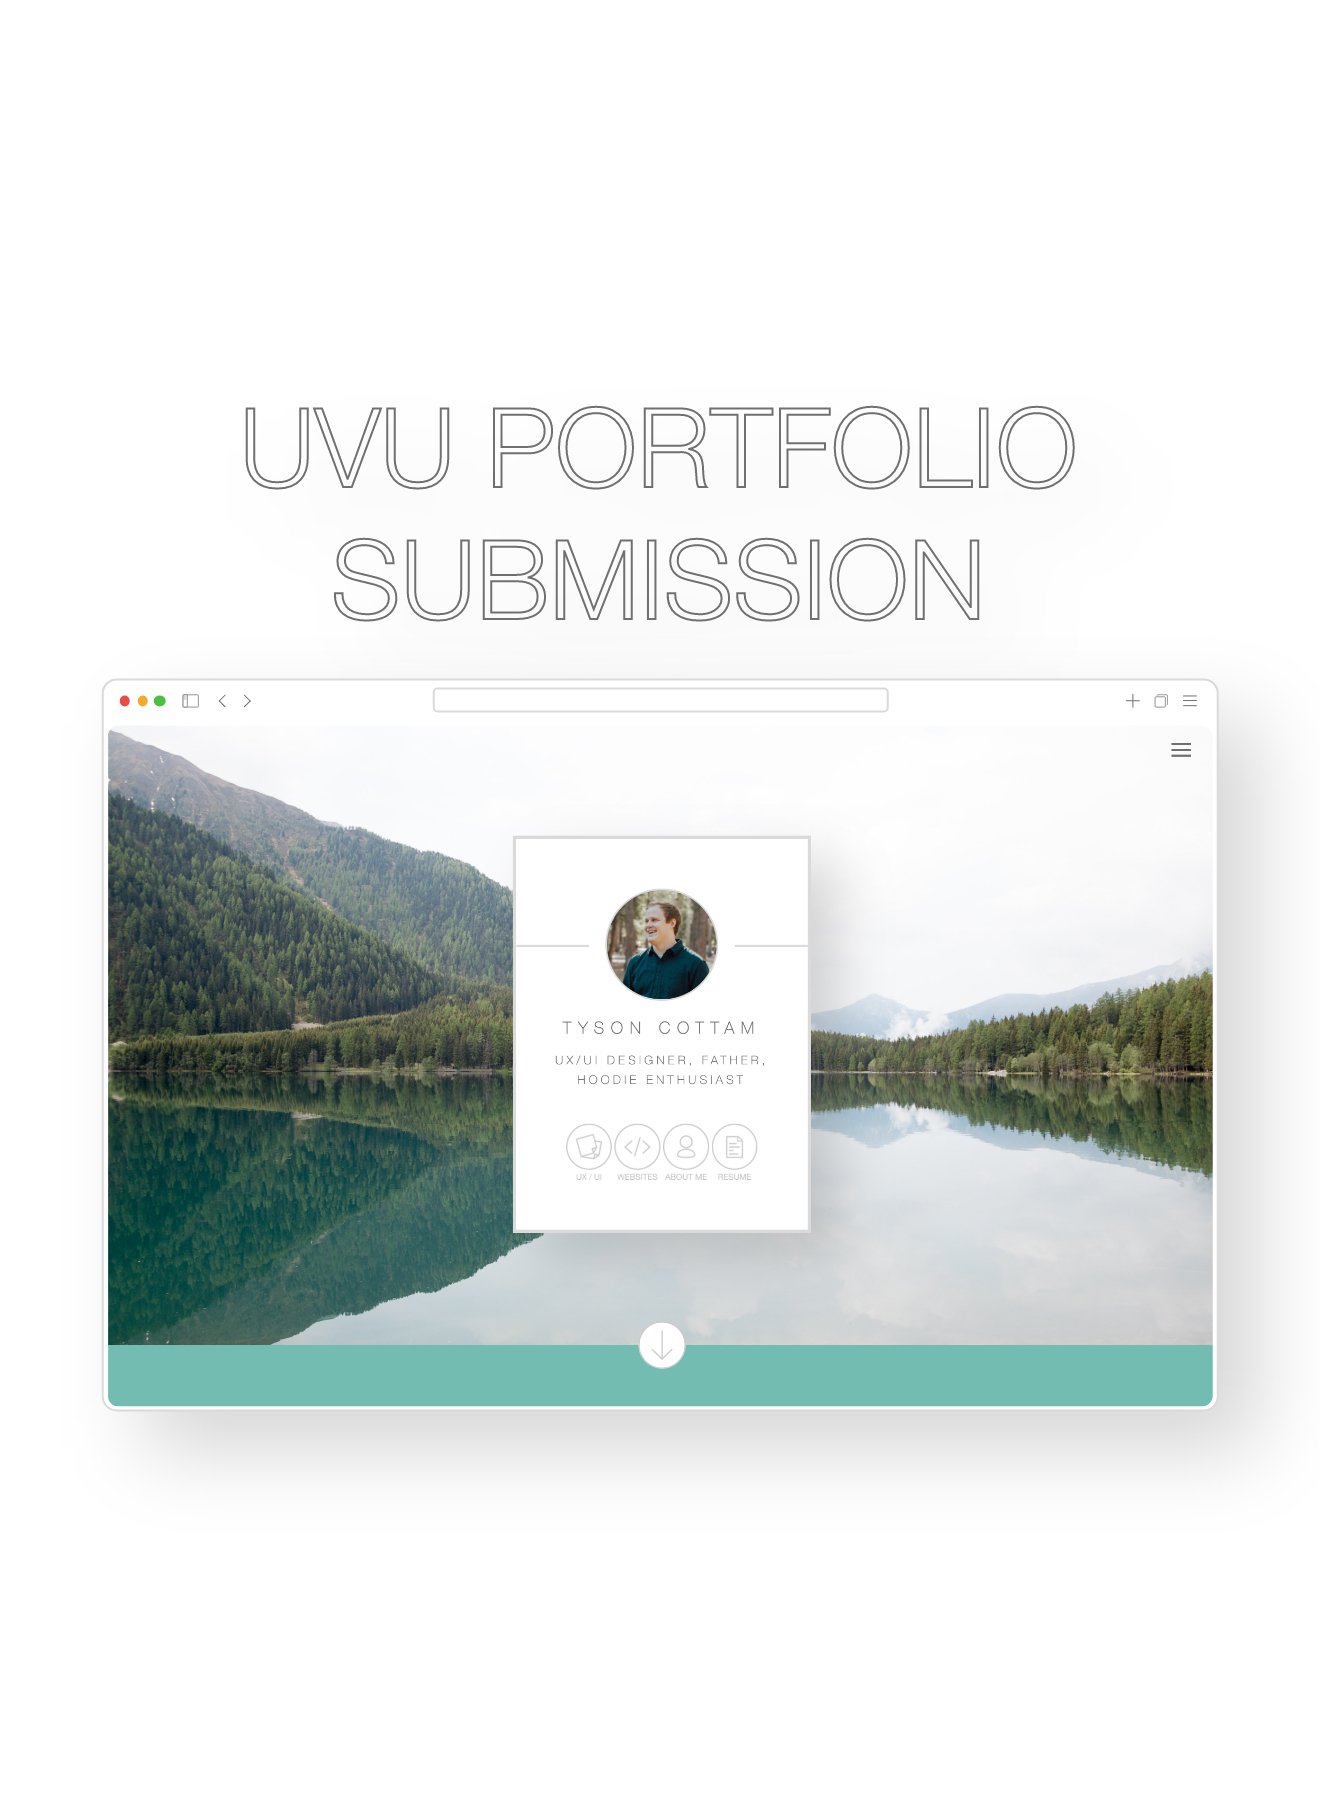 UVU PORTFOLIO
SUBMISSION
TYSON COTTAM
UX/UI DESIGNER, FATHER,
HOODIE ENTHUSIAST
UX / UI WEBSITES ABOUT ME RESUME